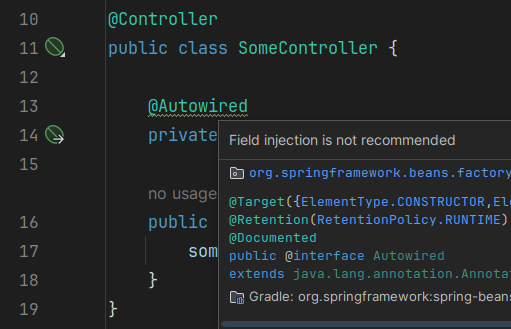 10 @Controller
11 public class SomeController {
12
13 @Autowired
14 private
Field injection is not recommended
15
org.springframework.beans.factory
no usage
@Target({ElementType.CONSTRUCTOR,Ele
16 public
@Retention(RetentionPolicy.RUNTIME)
@Documented
17 som
public @interface Autowired
18 }
extends java.lang.annotation.Annota
19 }
Gradle: org.springframework:spring-beans